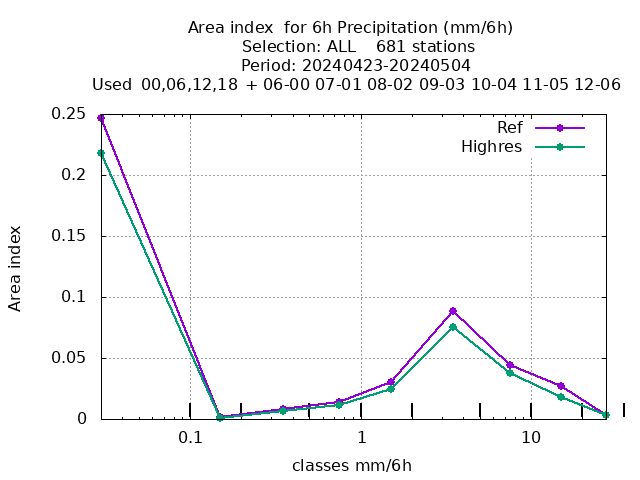 Area index  for 6h Precipitation (mm/6h)
Selection: ALL    681 stations
Period: 20240423-20240504
Used  00,06,12,18  + 06-00 07-01 08-02 09-03 10-04 11-05 12-06
Ref
Highres
0.25
0.2
0.15
0.1
0.05
0
Area index
0.1 1 10
classes mm/6h